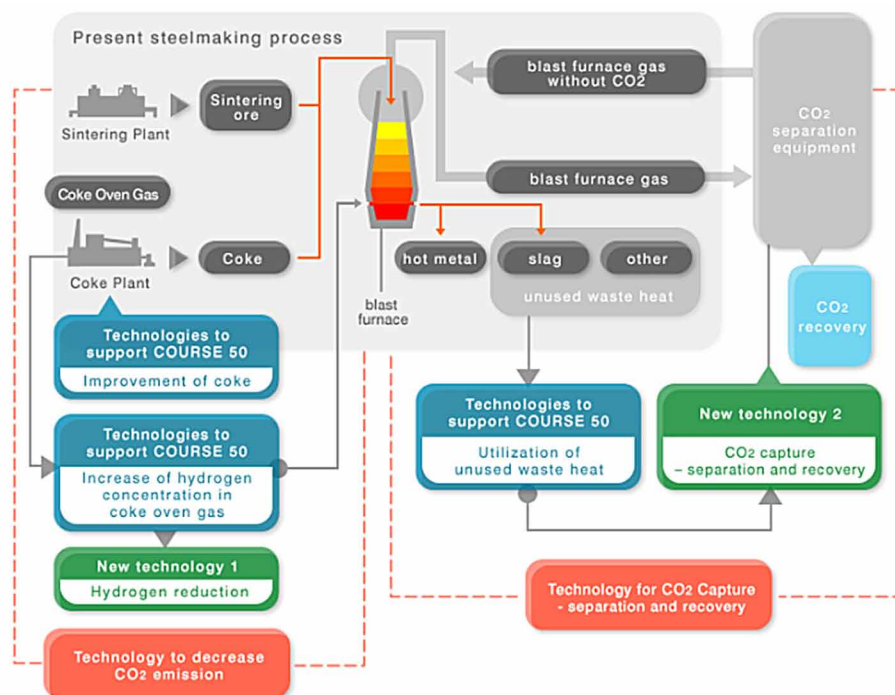 Present steelmaking process
Sintering Plant
Sintering
ore
Coke Oven Gas
Coke Plant
Coke
blast
furnace
blast furnace gas
without CO2
blast furnace gas
CO2
separation
equipment
hot metal
slag
other
unused waste heat
CO2
recovery
Technologies to
support COURSE 50
Improvement of coke
Technologies to
support COURSE 50
Increase of hydrogen
concentration in
coke oven gas
New technology 1
Hydrogen reduction
Technology to decrease
CO2 emission
Technologies to
support COURSE 50
Utilization of
unused waste heat
New technology 2
CO2 capture
– separation and recovery
Technology for CO2 Capture
- separation and recovery